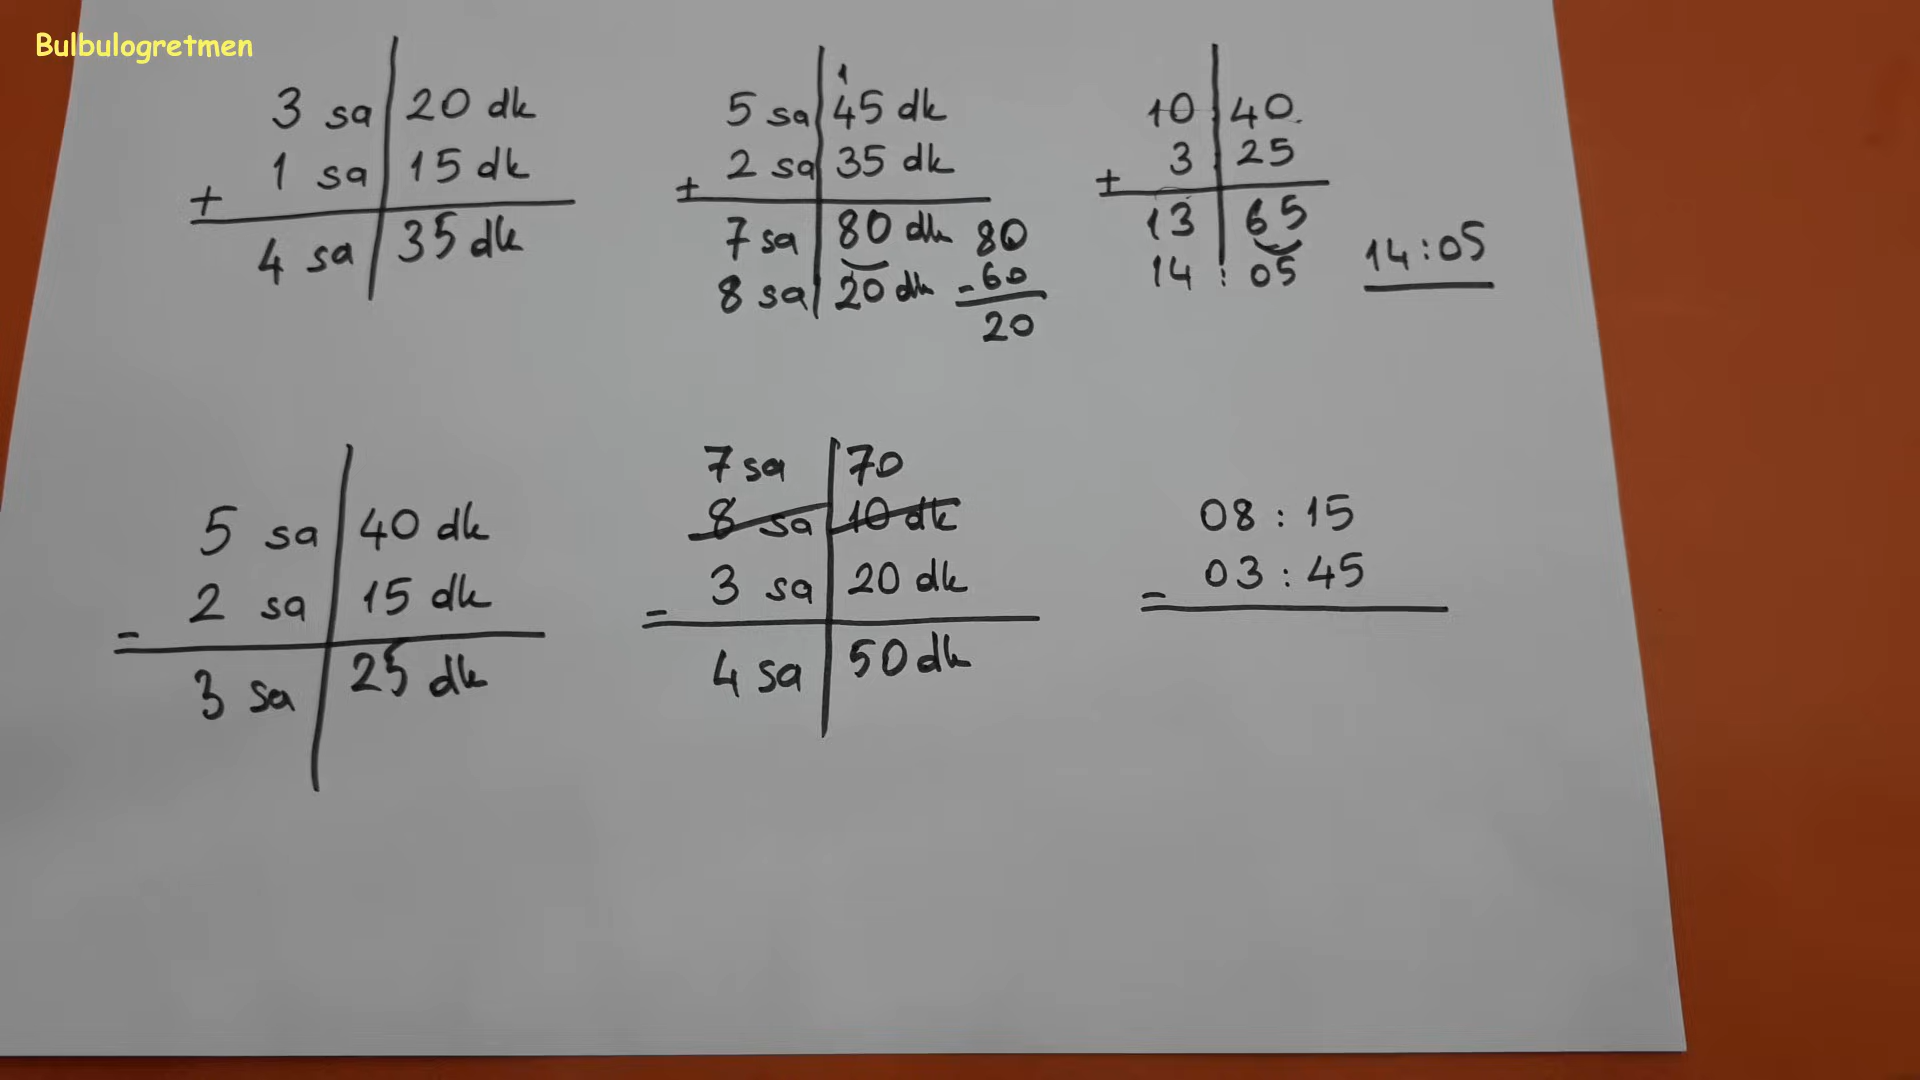 Bulbulogretmen
3 sa 20 dk
1 sa 15 dk
+
4 sa 35 dk
1
5 sa 45 dk
2 sa 35 dk
+
7 sa 80 dk 80
8 sa 20 dk - 60
20
10 : 40
3 : 25
+
13 : 65
14 : 05
14:05
5 sa 40 dk
2 sa 15 dk
-
3 sa 25 dk
7 sa 70
8 sa 10 dk
3 sa 20 dk
-
4 sa 50 dk
08 : 15
03 : 45
-